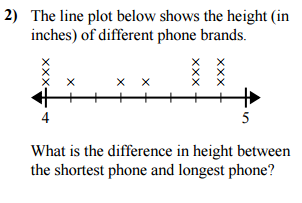 2) The line plot below shows the height (in
inches) of different phone brands.
4 5
What is the difference in height between
the shortest phone and longest phone?